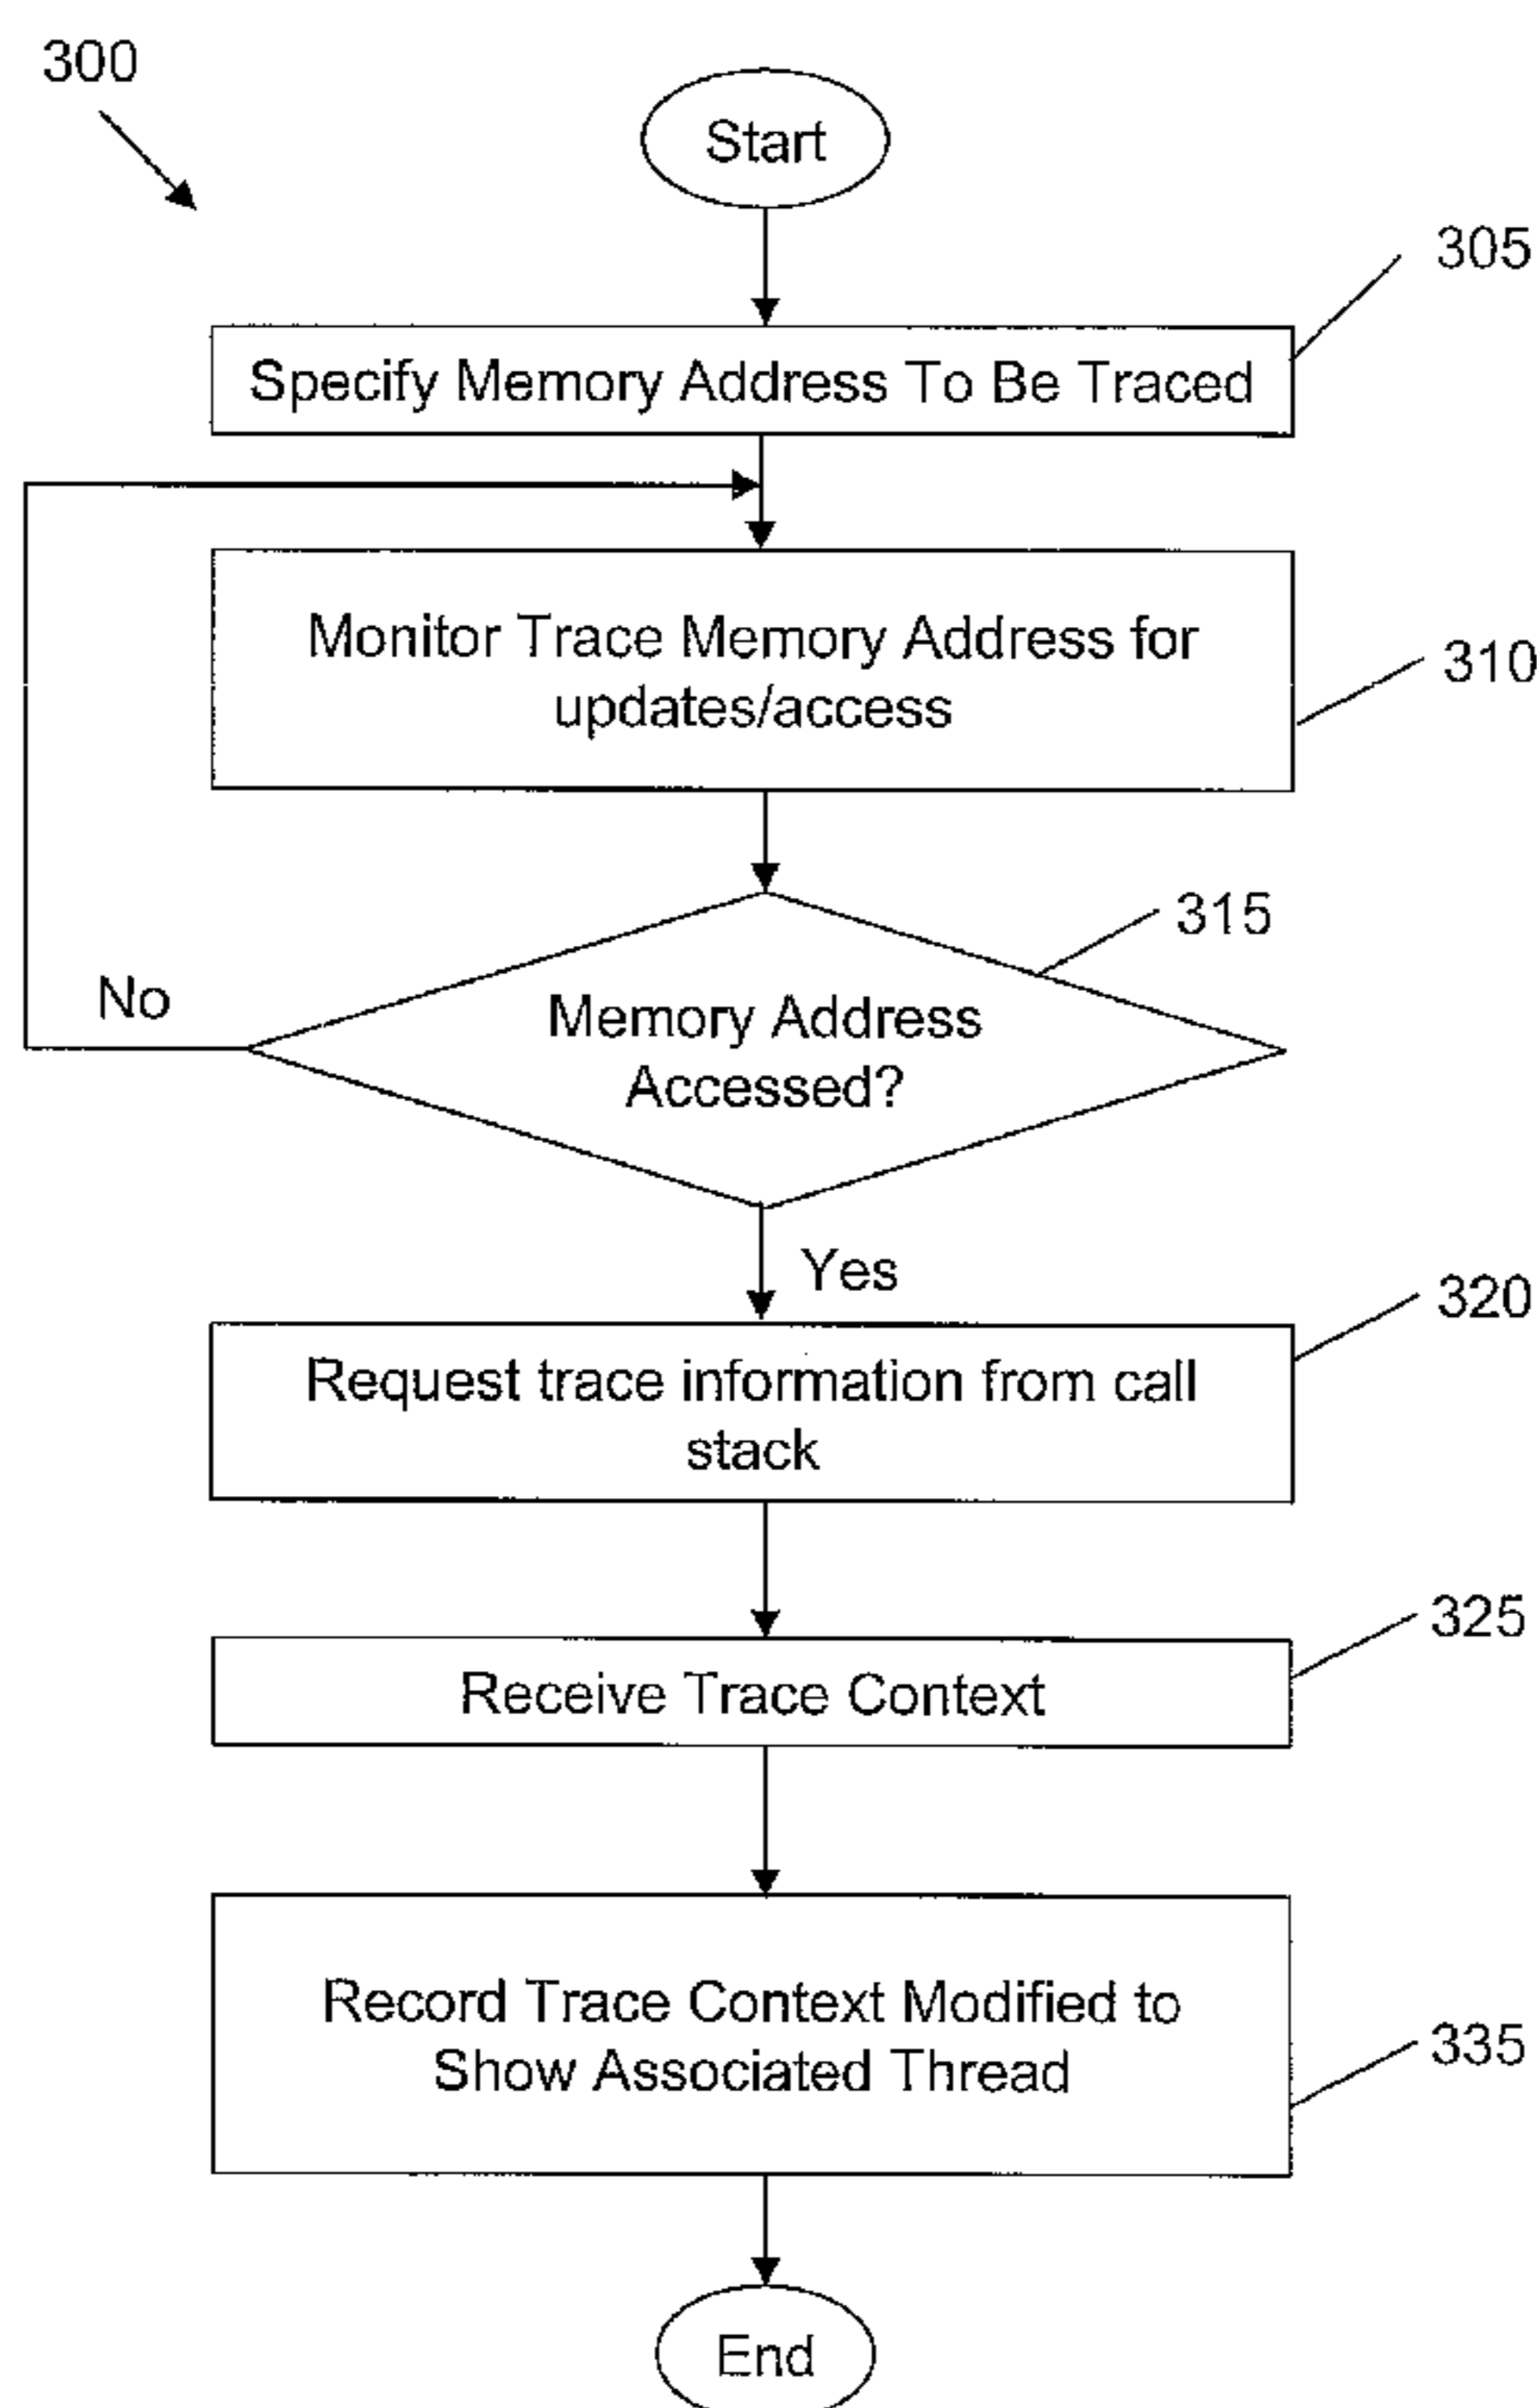 300
Start
305
Specify Memory Address To Be Traced
Monitor Trace Memory Address for
updates/access
310
315
No
Memory Address
Accessed?
Yes
320
Request trace information from call
stack
325
Receive Trace Context
Record Trace Context Modified to
Show Associated Thread
335
End